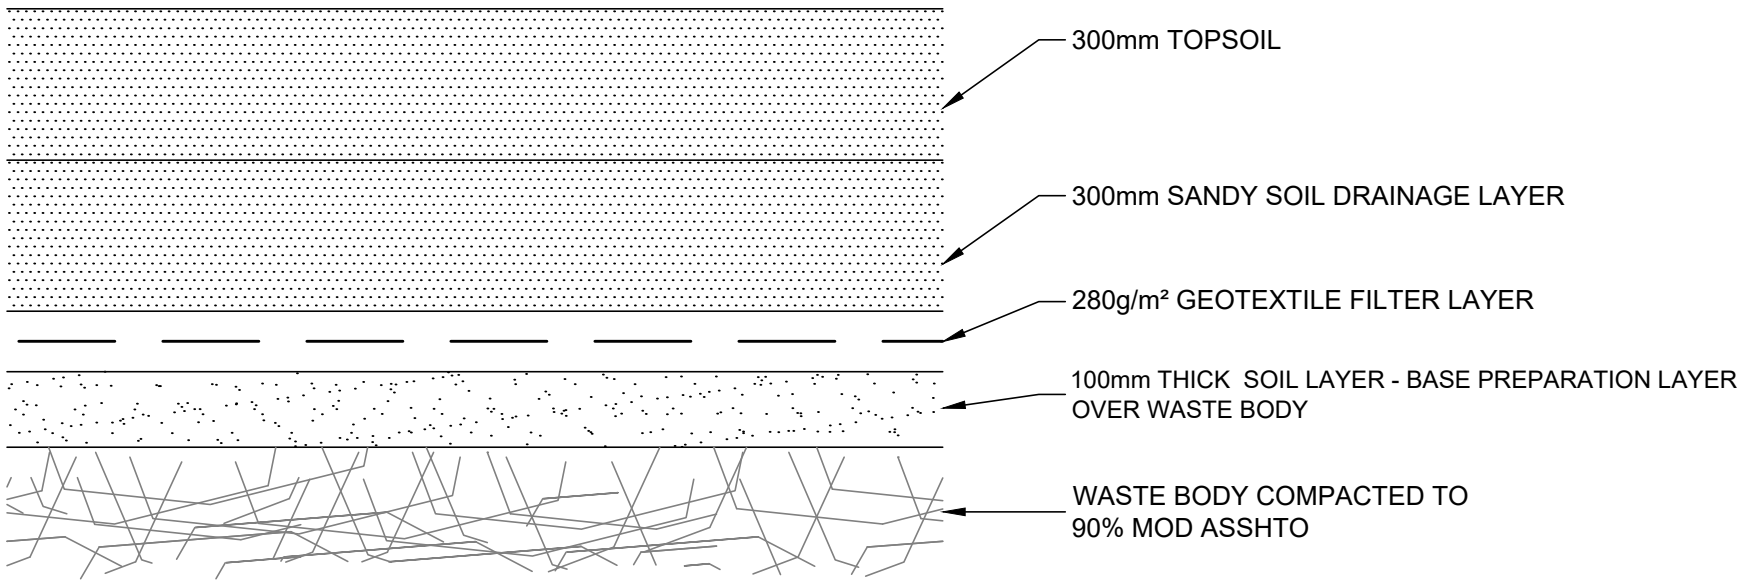 300mm TOPSOIL
300mm SANDY SOIL DRAINAGE LAYER
280g/m² GEOTEXTILE FILTER LAYER
100mm THICK  SOIL LAYER - BASE PREPARATION LAYER
OVER WASTE BODY
WASTE BODY COMPACTED TO
90% MOD ASSHTO